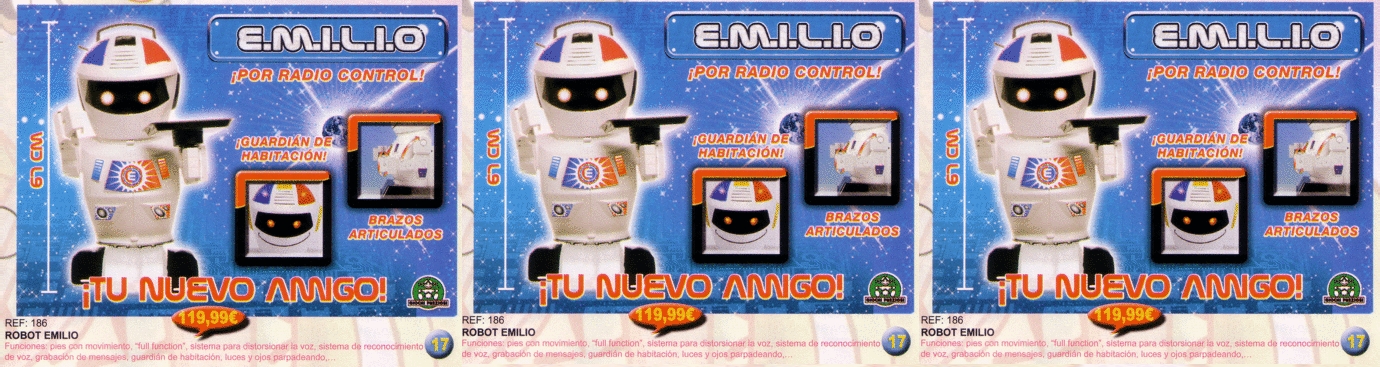 E.M.I.L.I.O
¡POR RADIO CONTROL!
67 CM
¡GUARDIÁN DE
HABITACIÓN!
BRAZOS
ARTICULADOS
E
¡TU NUEVO AMIGO!
GIOCHI PREZIOSI
119,99€
REF: 186
ROBOT EMILIO
Funciones: pies con movimiento, "full function", sistema para distorsionar la voz, sistema de reconocimiento
de voz, grabación de mensajes, guardián de habitación, luces y ojos parpadeando,...
17
E.M.I.L.I.O
¡POR RADIO CONTROL!
67 CM
¡GUARDIÁN DE
HABITACIÓN!
BRAZOS
ARTICULADOS
E
¡TU NUEVO AMIGO!
GIOCHI PREZIOSI
119,99€
REF: 186
ROBOT EMILIO
Funciones: pies con movimiento, "full function", sistema para distorsionar la voz, sistema de reconocimiento
de voz, grabación de mensajes, guardián de habitación, luces y ojos parpadeando,...
17
E.M.I.L.I.O
¡POR RADIO CONTROL!
67 CM
¡GUARDIÁN DE
HABITACIÓN!
BRAZOS
ARTICULADOS
E
¡TU NUEVO AMIGO!
GIOCHI PREZIOSI
119,99€
REF: 186
ROBOT EMILIO
Funciones: pies con movimiento, "full function", sistema para distorsionar la voz, sistema de reconocimiento
de voz, grabación de mensajes, guardián de habitación, luces y ojos parpadeando,...
17